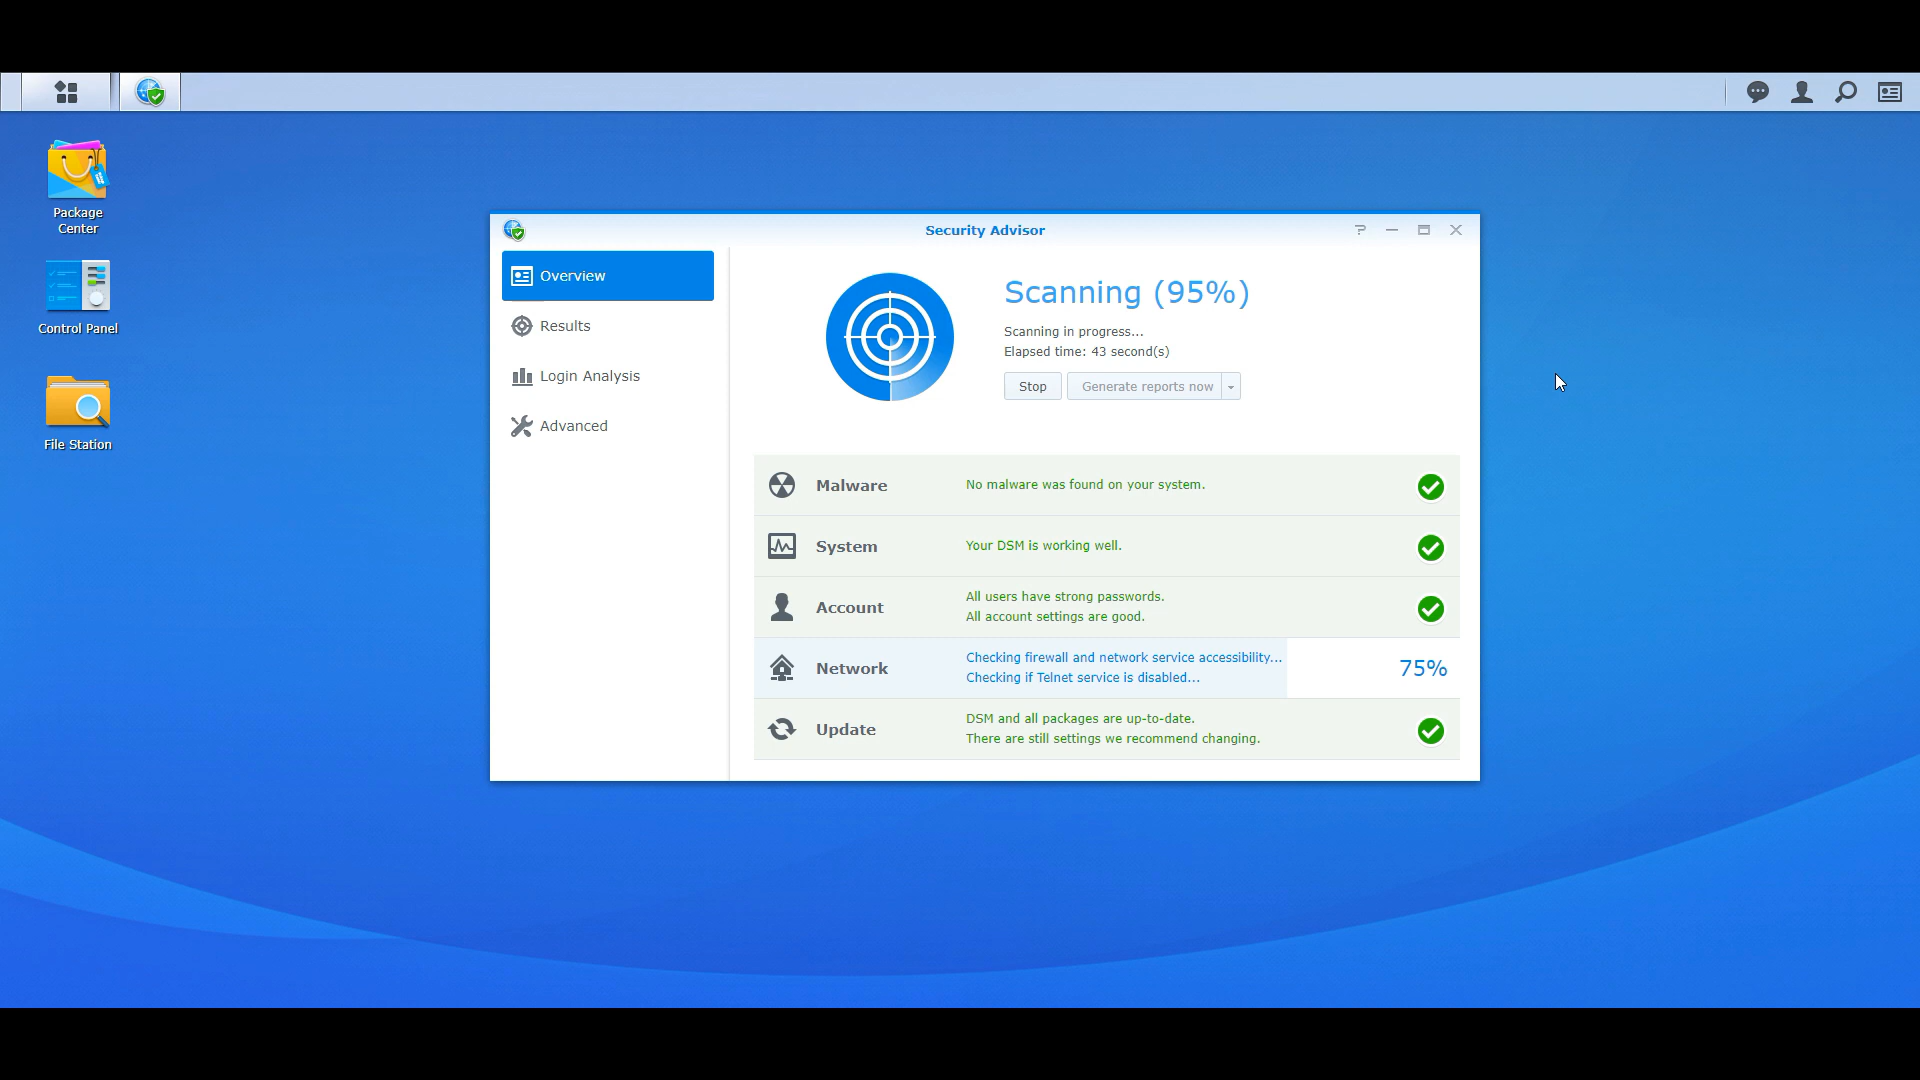 Package
Center
Control Panel
File Station
Security Advisor
Overview
Results
Login Analysis
Advanced
Scanning (95%)
Scanning in progress...
Elapsed time: 43 second(s)
Stop
Generate reports now
Malware
No malware was found on your system.
System
Your DSM is working well.
Account
All users have strong passwords.
All account settings are good.
Network
Checking firewall and network service accessibility...
Checking if Telnet service is disabled...
75%
Update
DSM and all packages are up-to-date.
There are still settings we recommend changing.